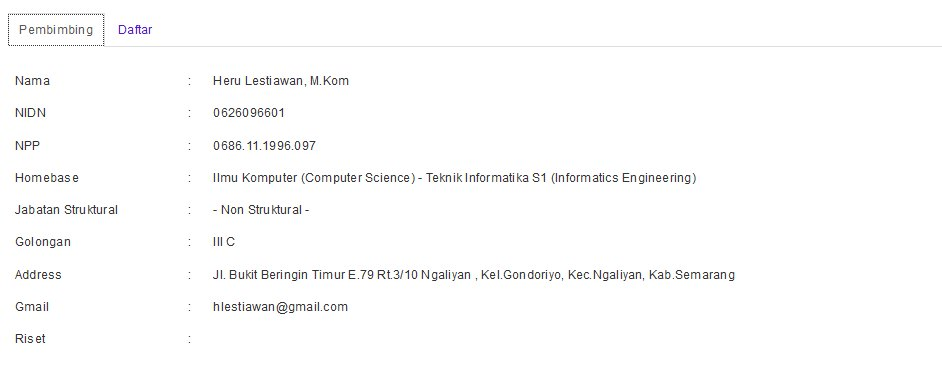 Pembimbing Daftar
Nama : Heru Lestiawan, M.Kom
NIDN : 0626096601
NPP : 0686.11.1996.097
Homebase : Ilmu Komputer (Computer Science) - Teknik Informatika S1 (Informatics Engineering)
Jabatan Struktural : - Non Struktural -
Golongan : III C
Address : Jl. Bukit Beringin Timur E.79 Rt.3/10 Ngaliyan , Kel.Gondoriyo, Kec.Ngaliyan, Kab.Semarang
Gmail : hlestiawan@gmail.com
Riset :